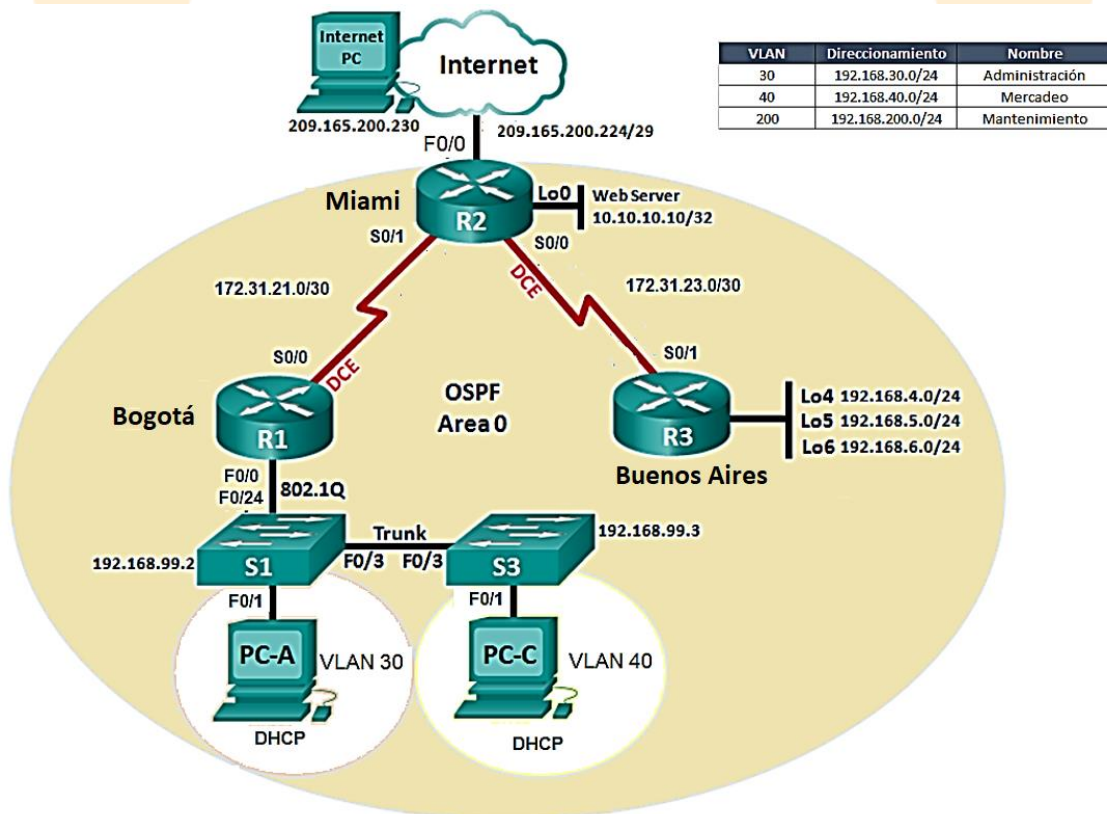 Internet
PC
Internet
209.165.200.230
209.165.200.224/29
F0/0
VLAN Direccionamiento Nombre
30 192.168.30.0/24 Administración
40 192.168.40.0/24 Mercadeo
200 192.168.200.0/24 Mantenimiento
Miami
R2
Lo0
Web Server
10.10.10.10/32
S0/1
S0/0
DCE
172.31.21.0/30
172.31.23.0/30
S0/0
DCE
S0/1
Bogotá
R1
OSPF
Area 0
R3
Buenos Aires
Lo4 192.168.4.0/24
Lo5 192.168.5.0/24
Lo6 192.168.6.0/24
F0/0
F0/24
802.1Q
Trunk
192.168.99.2
S1
F0/3
F0/3
S3
192.168.99.3
F0/1
F0/1
PC-A
VLAN 30
DHCP
PC-C
VLAN 40
DHCP